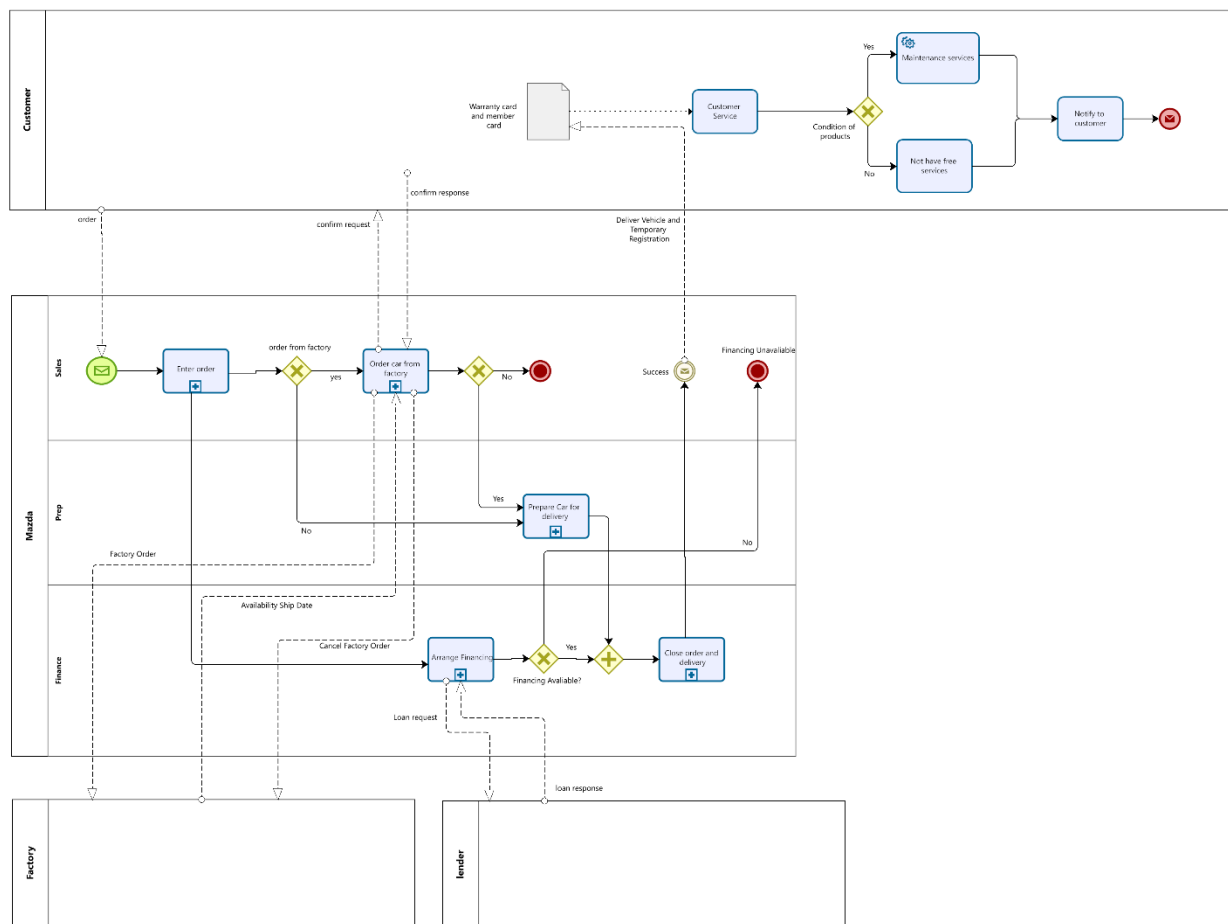 Customer
Yes
Maintenance services
Warranty card
and member
card
Customer
Service
Condition of
products
Notify to
customer
No
Not have free
services
confirm response
order
confirm request
Deliver Vehicle and
Temporary
Registration
Mazda
Sales
Enter order
order from factory
yes
Order car from
factory
No
Success
Financing Unavaliable
Prep
Yes
Prepare Car for
delivery
No
No
Factory Order
Finance
Availability Ship Date
Cancel Factory Order
Arrange Financing
Yes
Financing Avaliable?
Close order and
delivery
Loan request
loan response
Factory
lender